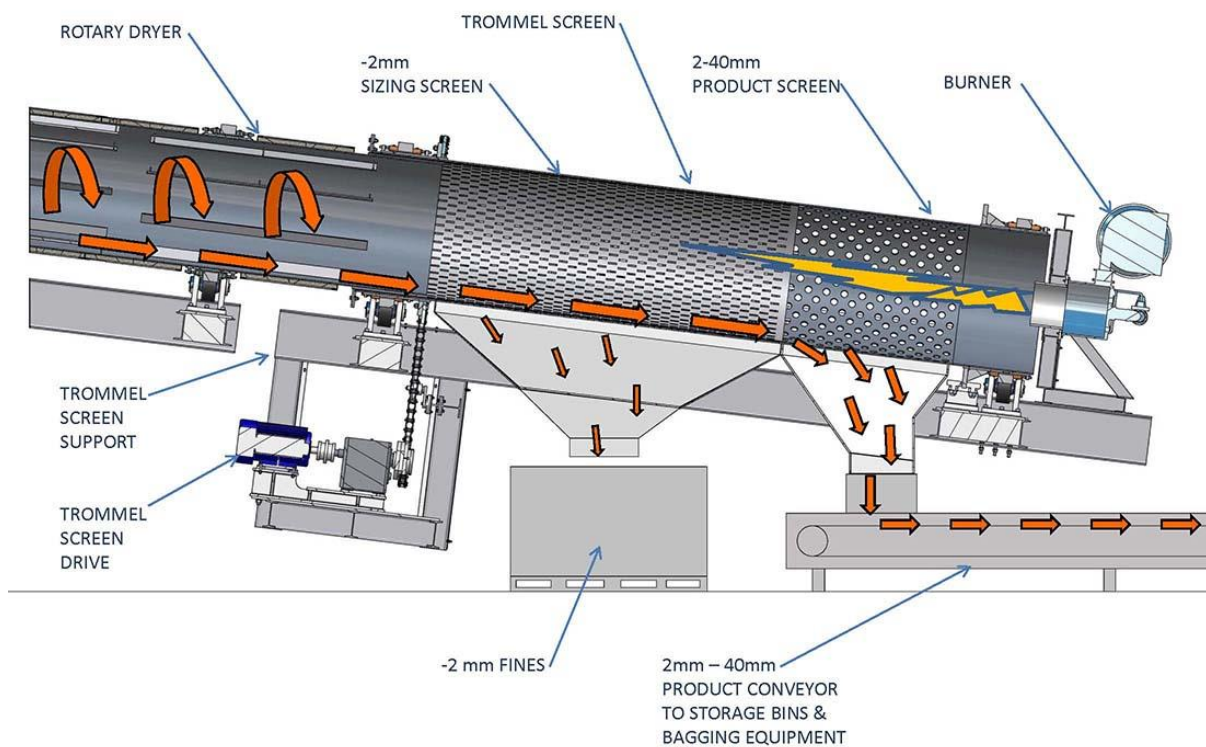 TROMMEL SCREEN
ROTARY DRYER
-2mm
SIZING SCREEN
2-40mm
PRODUCT SCREEN
BURNER
TROMMEL
SCREEN
SUPPORT
TROMMEL
SCREEN
DRIVE
-2 mm FINES
2mm – 40mm
PRODUCT CONVEYOR
TO STORAGE BINS &
BAGGING EQUIPMENT